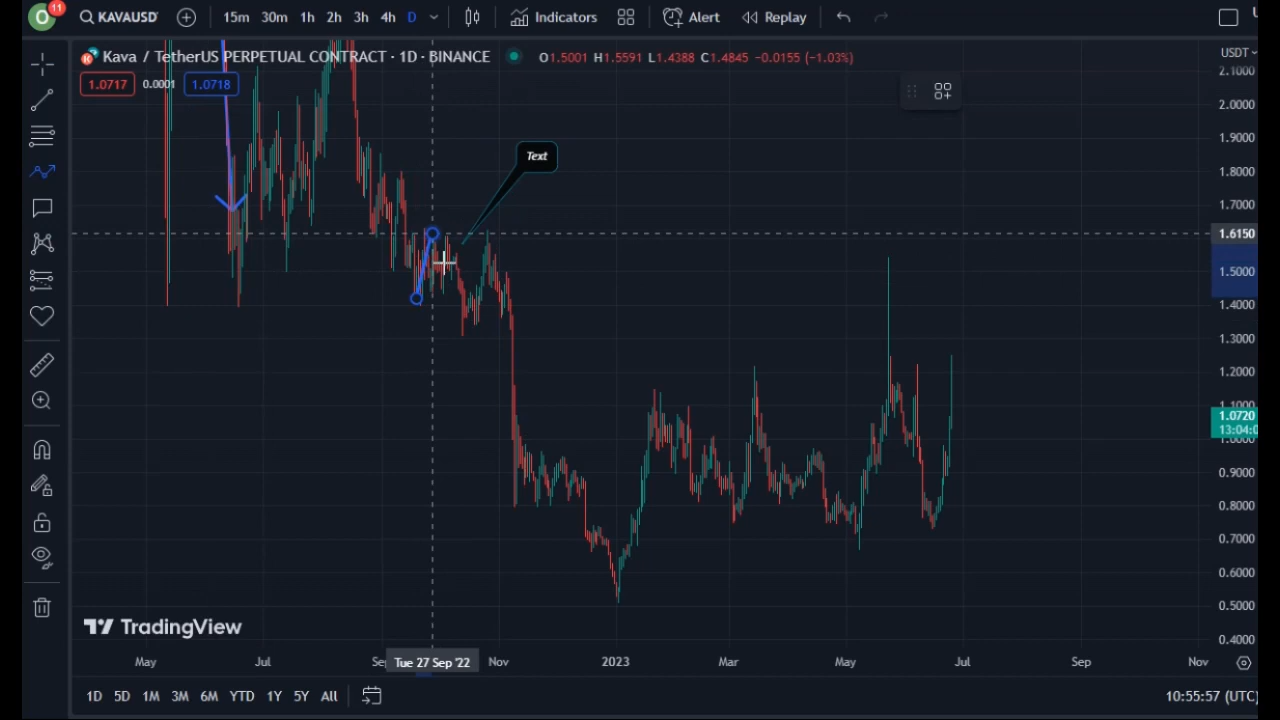 O 11 KAVAUSD 15m 30m 1h 2h 3h 4h D Indicators Alert Replay
Kava / TetherUS PERPETUAL CONTRACT · 1D · BINANCE O1.5001 H1.5591 L1.4388 C1.4845 -0.0155 (-1.03%) USDT
1.0717 0.0001 1.0718
2.1000
2.0000
1.9000
Text
1.8000
1.7000
1.6150
1.5000
1.4000
1.3000
1.2000
1.1000
1.0720
13:04:0
1.0000
0.9000
0.8000
0.7000
0.6000
0.5000
TradingView
0.4000
May Jul Sep Tue 27 Sep '22 Nov 2023 Mar May Jul Sep Nov
1D 5D 1M 3M 6M YTD 1Y 5Y All 10:55:57 (UTC)